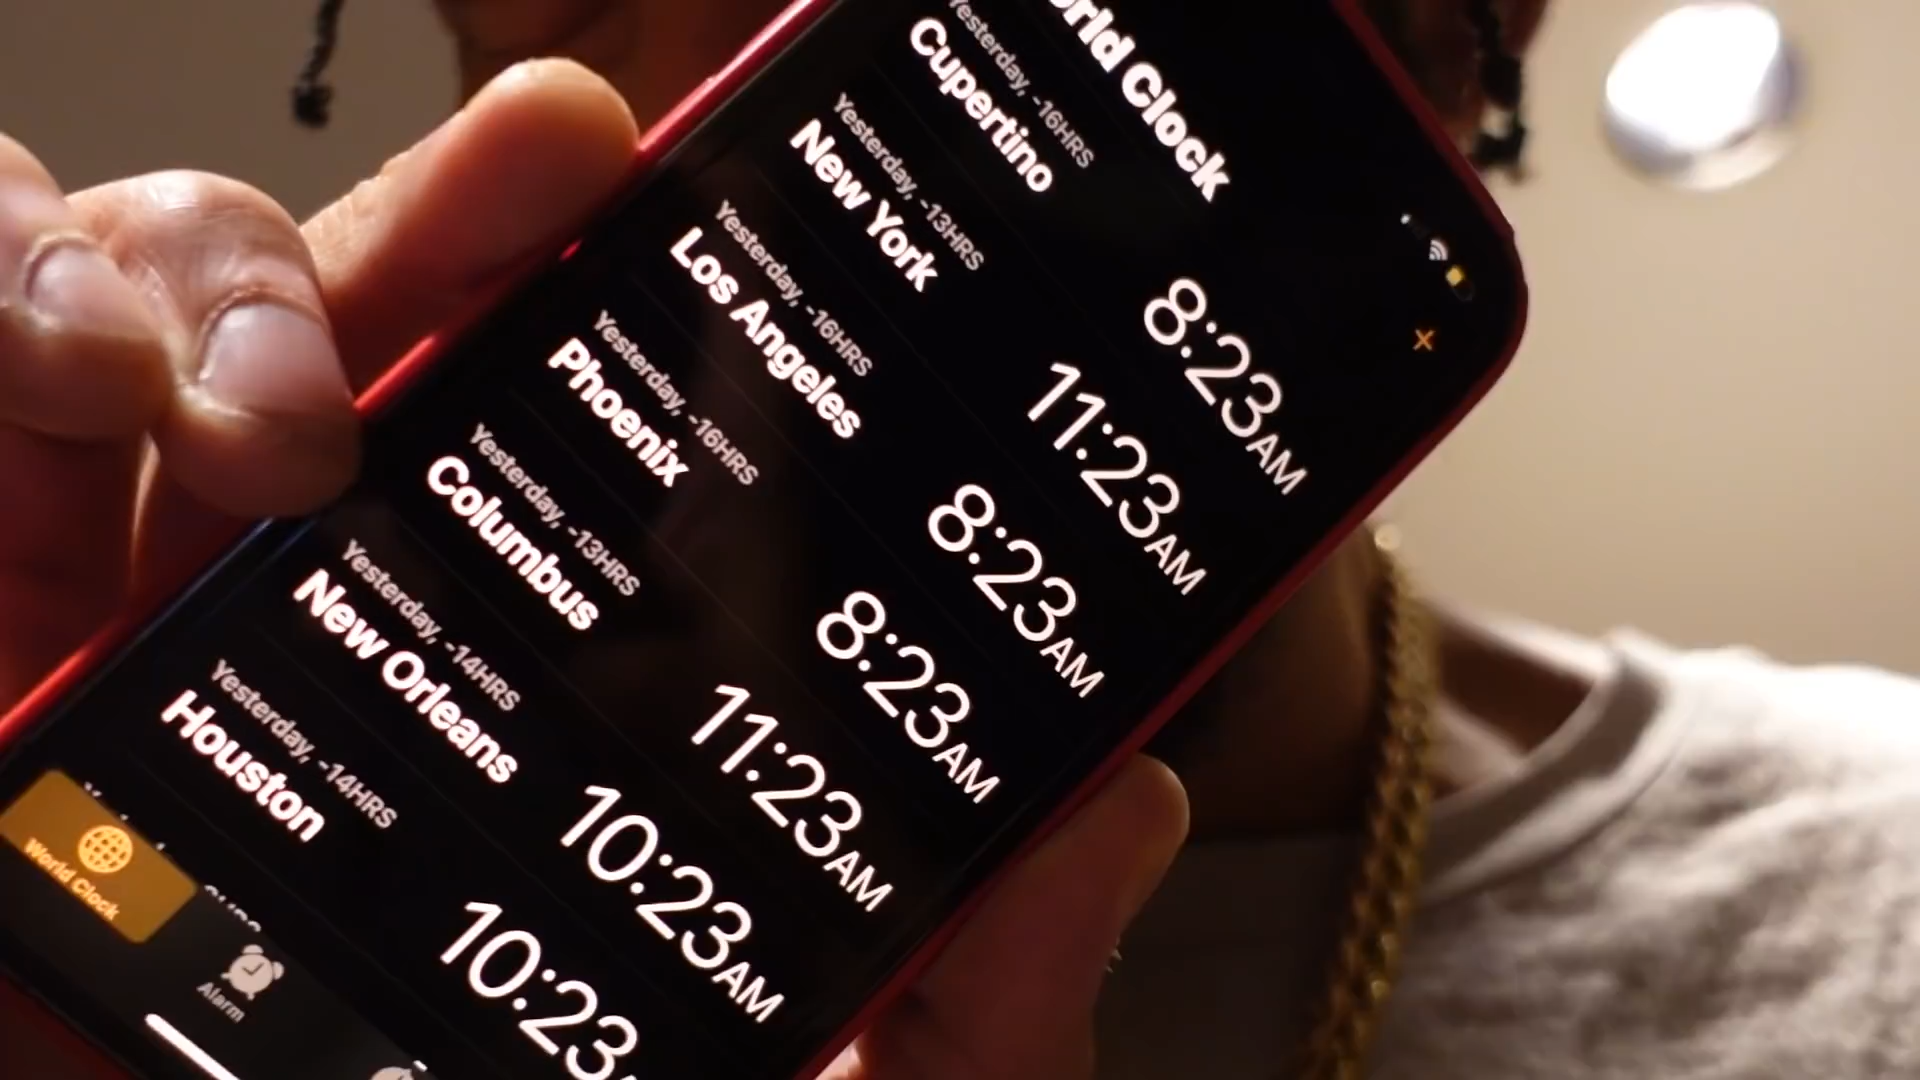 World Clock
Yesterday, -16HRS
Cupertino
8:23AM
Yesterday, -13HRS
New York
11:23AM
Yesterday, -16HRS
Los Angeles
8:23AM
Yesterday, -16HRS
Phoenix
8:23AM
Yesterday, -13HRS
Columbus
11:23AM
Yesterday, -14HRS
New Orleans
10:23AM
Yesterday, -14HRS
Houston
10:23
World Clock
Alarm